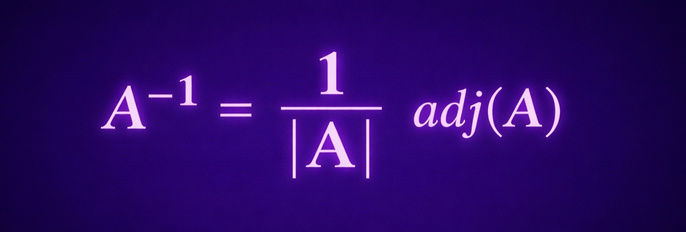 A⁻¹ = 1/|A| adj(A)